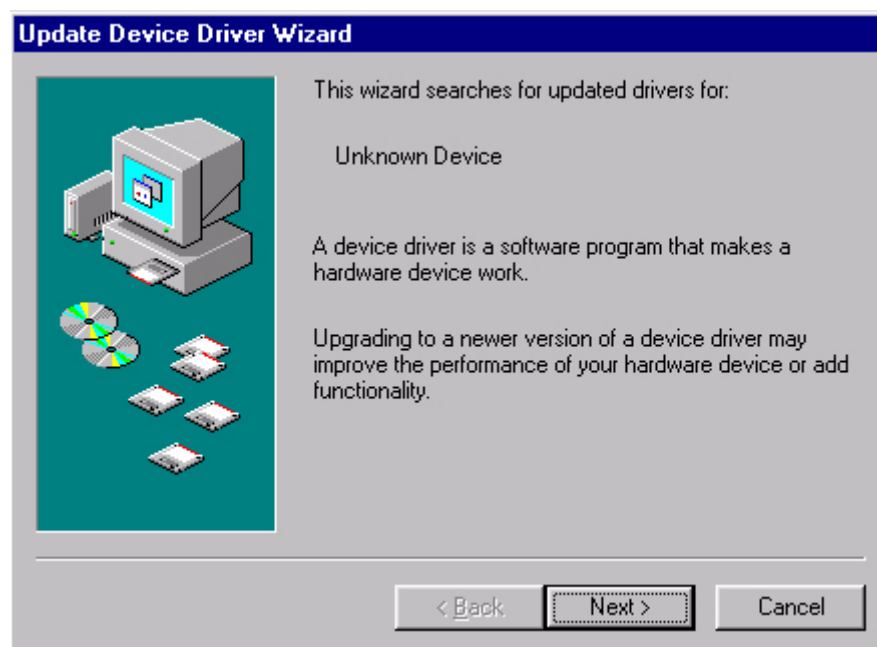 Update Device Driver Wizard
This wizard searches for updated drivers for:
Unknown Device
A device driver is a software program that makes a
hardware device work.
Upgrading to a newer version of a device driver may
improve the performance of your hardware device or add
functionality.
< Back
Next >
Cancel